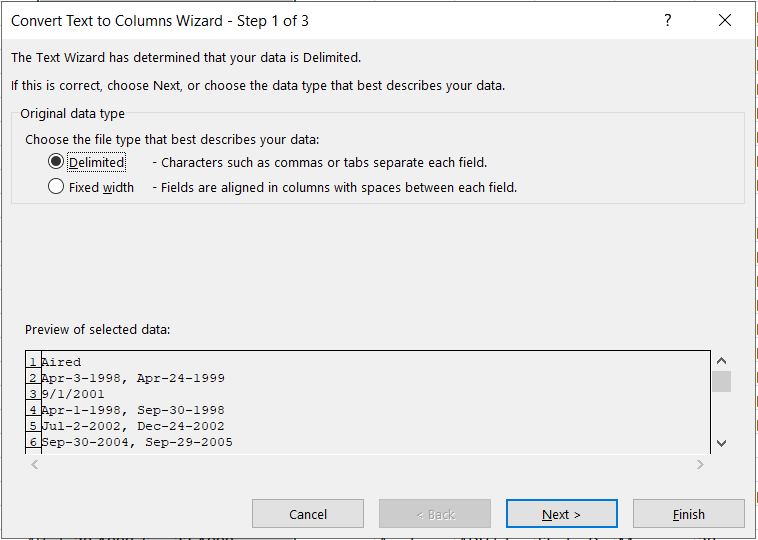 Convert Text to Columns Wizard - Step 1 of 3 ?
The Text Wizard has determined that your data is Delimited.
If this is correct, choose Next, or choose the data type that best describes your data.
Original data type
Choose the file type that best describes your data:
Delimited - Characters such as commas or tabs separate each field.
Fixed width - Fields are aligned in columns with spaces between each field.
Preview of selected data:
1 Aired
2 Apr-3-1998, Apr-24-1999
3 9/1/2001
4 Apr-1-1998, Sep-30-1998
5 Jul-2-2002, Dec-24-2002
6 Sep-30-2004, Sep-29-2005
Cancel < Back Next > Finish